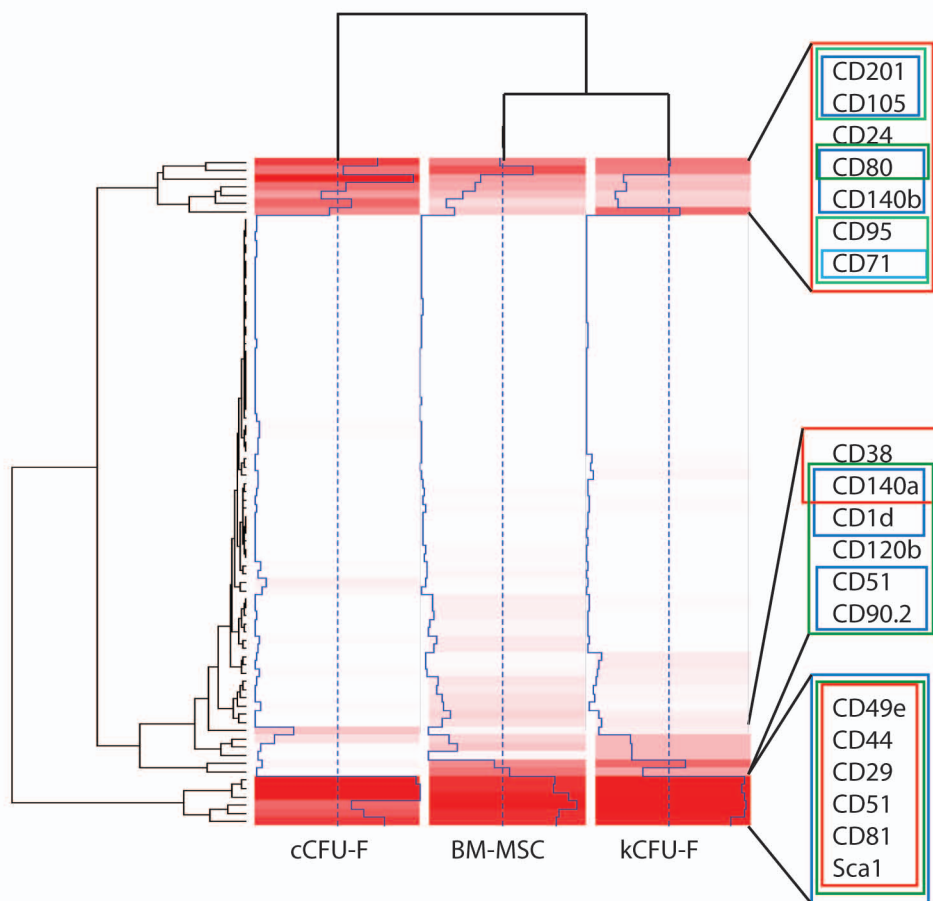 CD201
CD105
CD24
CD80
CD140b
CD95
CD71
CD38
CD140a
CD1d
CD120b
CD51
CD90.2
CD49e
CD44
CD29
CD51
CD81
Sca1
cCFU-F BM-MSC kCFU-F